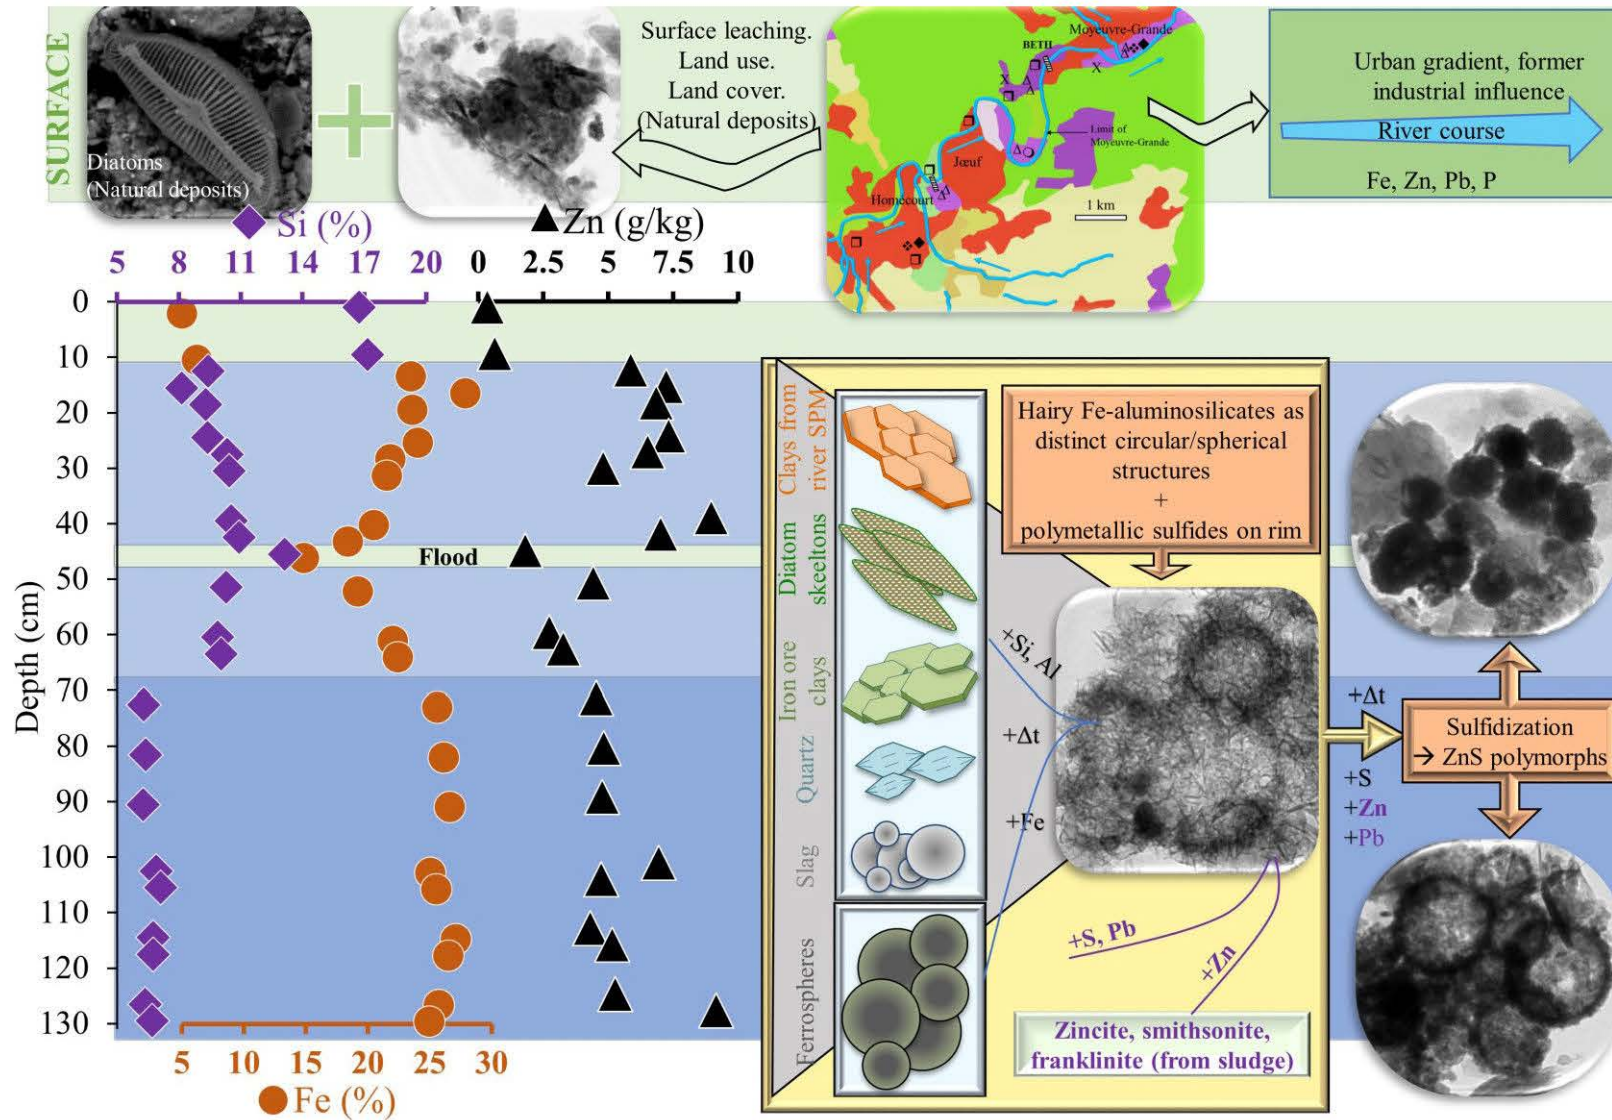 SURFACE
Diatoms
(Natural deposits)
Surface leaching.
Land use.
Land cover.
(Natural deposits)
Moyeuvre-Grande
BETH
X
X
Limit of
Moyeuvre-Grande
Jœuf
Homécourt
1 km
Urban gradient, former
industrial influence
River course
Fe, Zn, Pb, P
Si (%)
Zn (g/kg)
5 8 11 14 17 20
0 2.5 5 7.5 10
Depth (cm)
0
10
20
30
40
50
60
70
80
90
100
110
120
130
Flood
5 10 15 20 25 30
Fe (%)
Clays from
river SPM
Diatom
skeltons
Iron ore
clays
Quartz
Slag
Ferrospheres
Hairy Fe-aluminosilicates as
distinct circular/spherical
structures
+
polymetallic sulfides on rim
+Si, Al
+Δt
+Fe
+S, Pb
+Zn
Zincite, smithsonite,
franklinite (from sludge)
+Δt
+S
+Zn
+Pb
Sulfidization
→ ZnS polymorphs